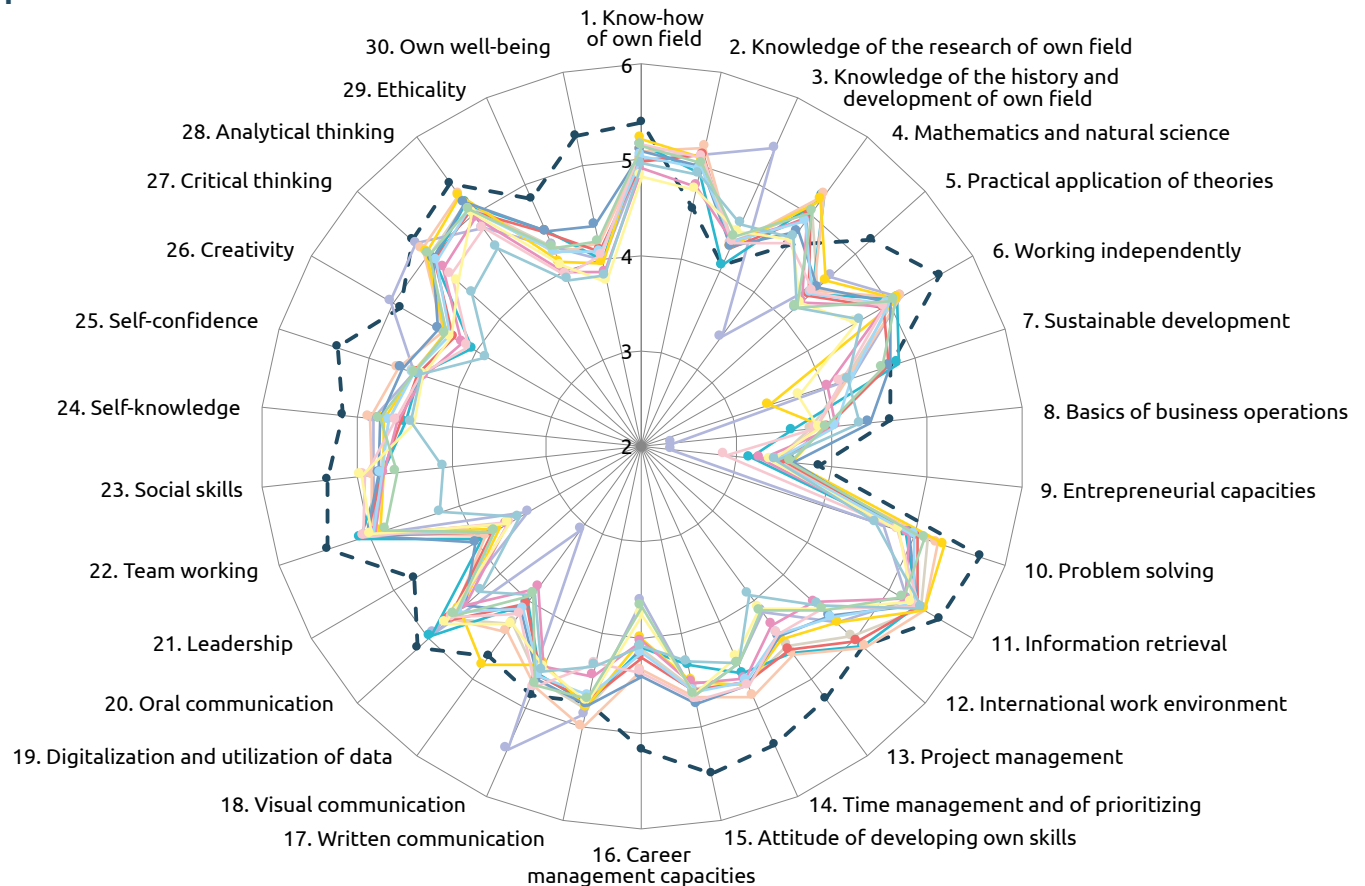 1. Know-how
of own field
2. Knowledge of the research of own field
3. Knowledge of the history and
development of own field
4. Mathematics and natural science
5. Practical application of theories
6. Working independently
7. Sustainable development
8. Basics of business operations
9. Entrepreneurial capacities
10. Problem solving
11. Information retrieval
12. International work environment
13. Project management
14. Time management and of prioritizing
15. Attitude of developing own skills
16. Career
management capacities
17. Written communication
18. Visual communication
19. Digitalization and utilization of data
20. Oral communication
21. Leadership
22. Team working
23. Social skills
24. Self-knowledge
25. Self-confidence
26. Creativity
27. Critical thinking
28. Analytical thinking
29. Ethicality
30. Own well-being
6
5
4
3
2